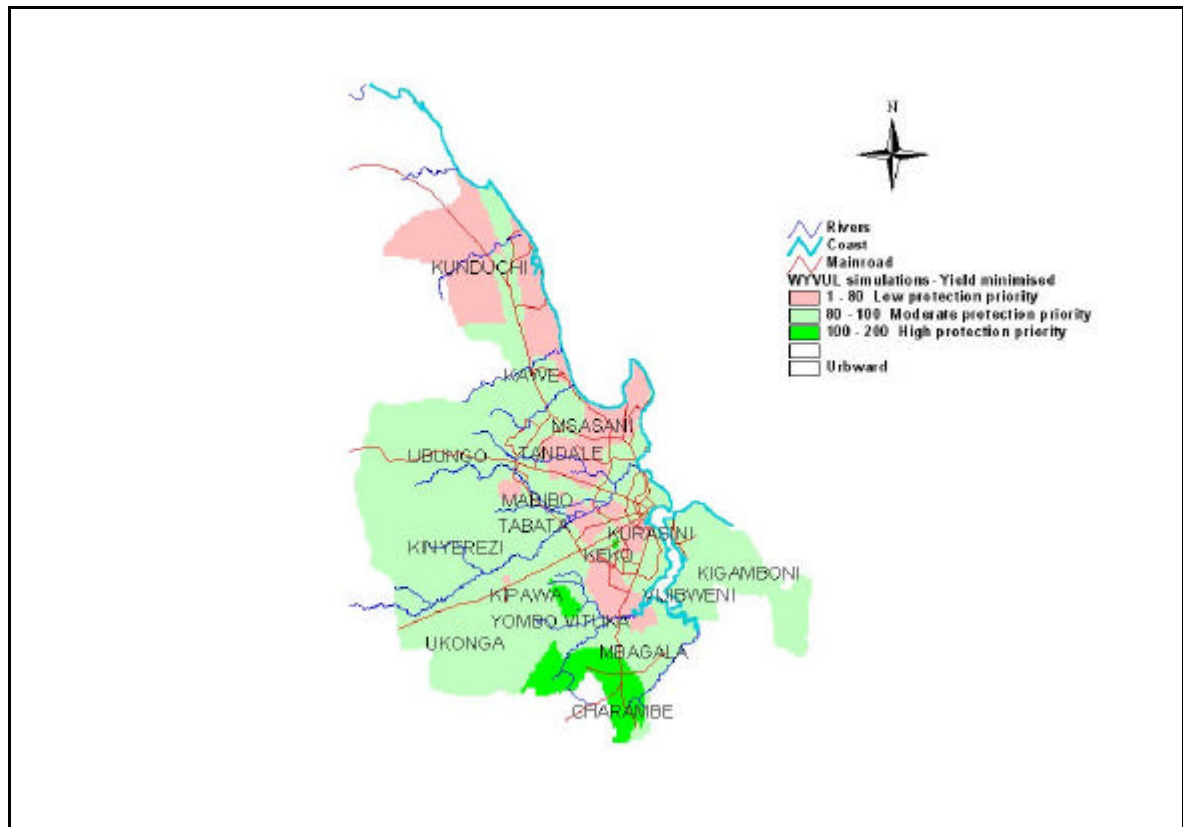 N
Rivers
Coast
Mainroad
WYVUL simulations - Yield minimised
1 - 80 Low protection priority
80 - 100 Moderate protection priority
100 - 200 High protection priority
Urbward
KUNDUCHI
KAWE
MSASANI
UBUNGO
TANDALE
MABIBO
TABATA
KURASINI
KINYEREZI
KEKO
KIGAMBONI
KIPAWA
VIJIBWENI
YOMBO VITUKA
UKONGA
MBAGALA
CHARAMBE